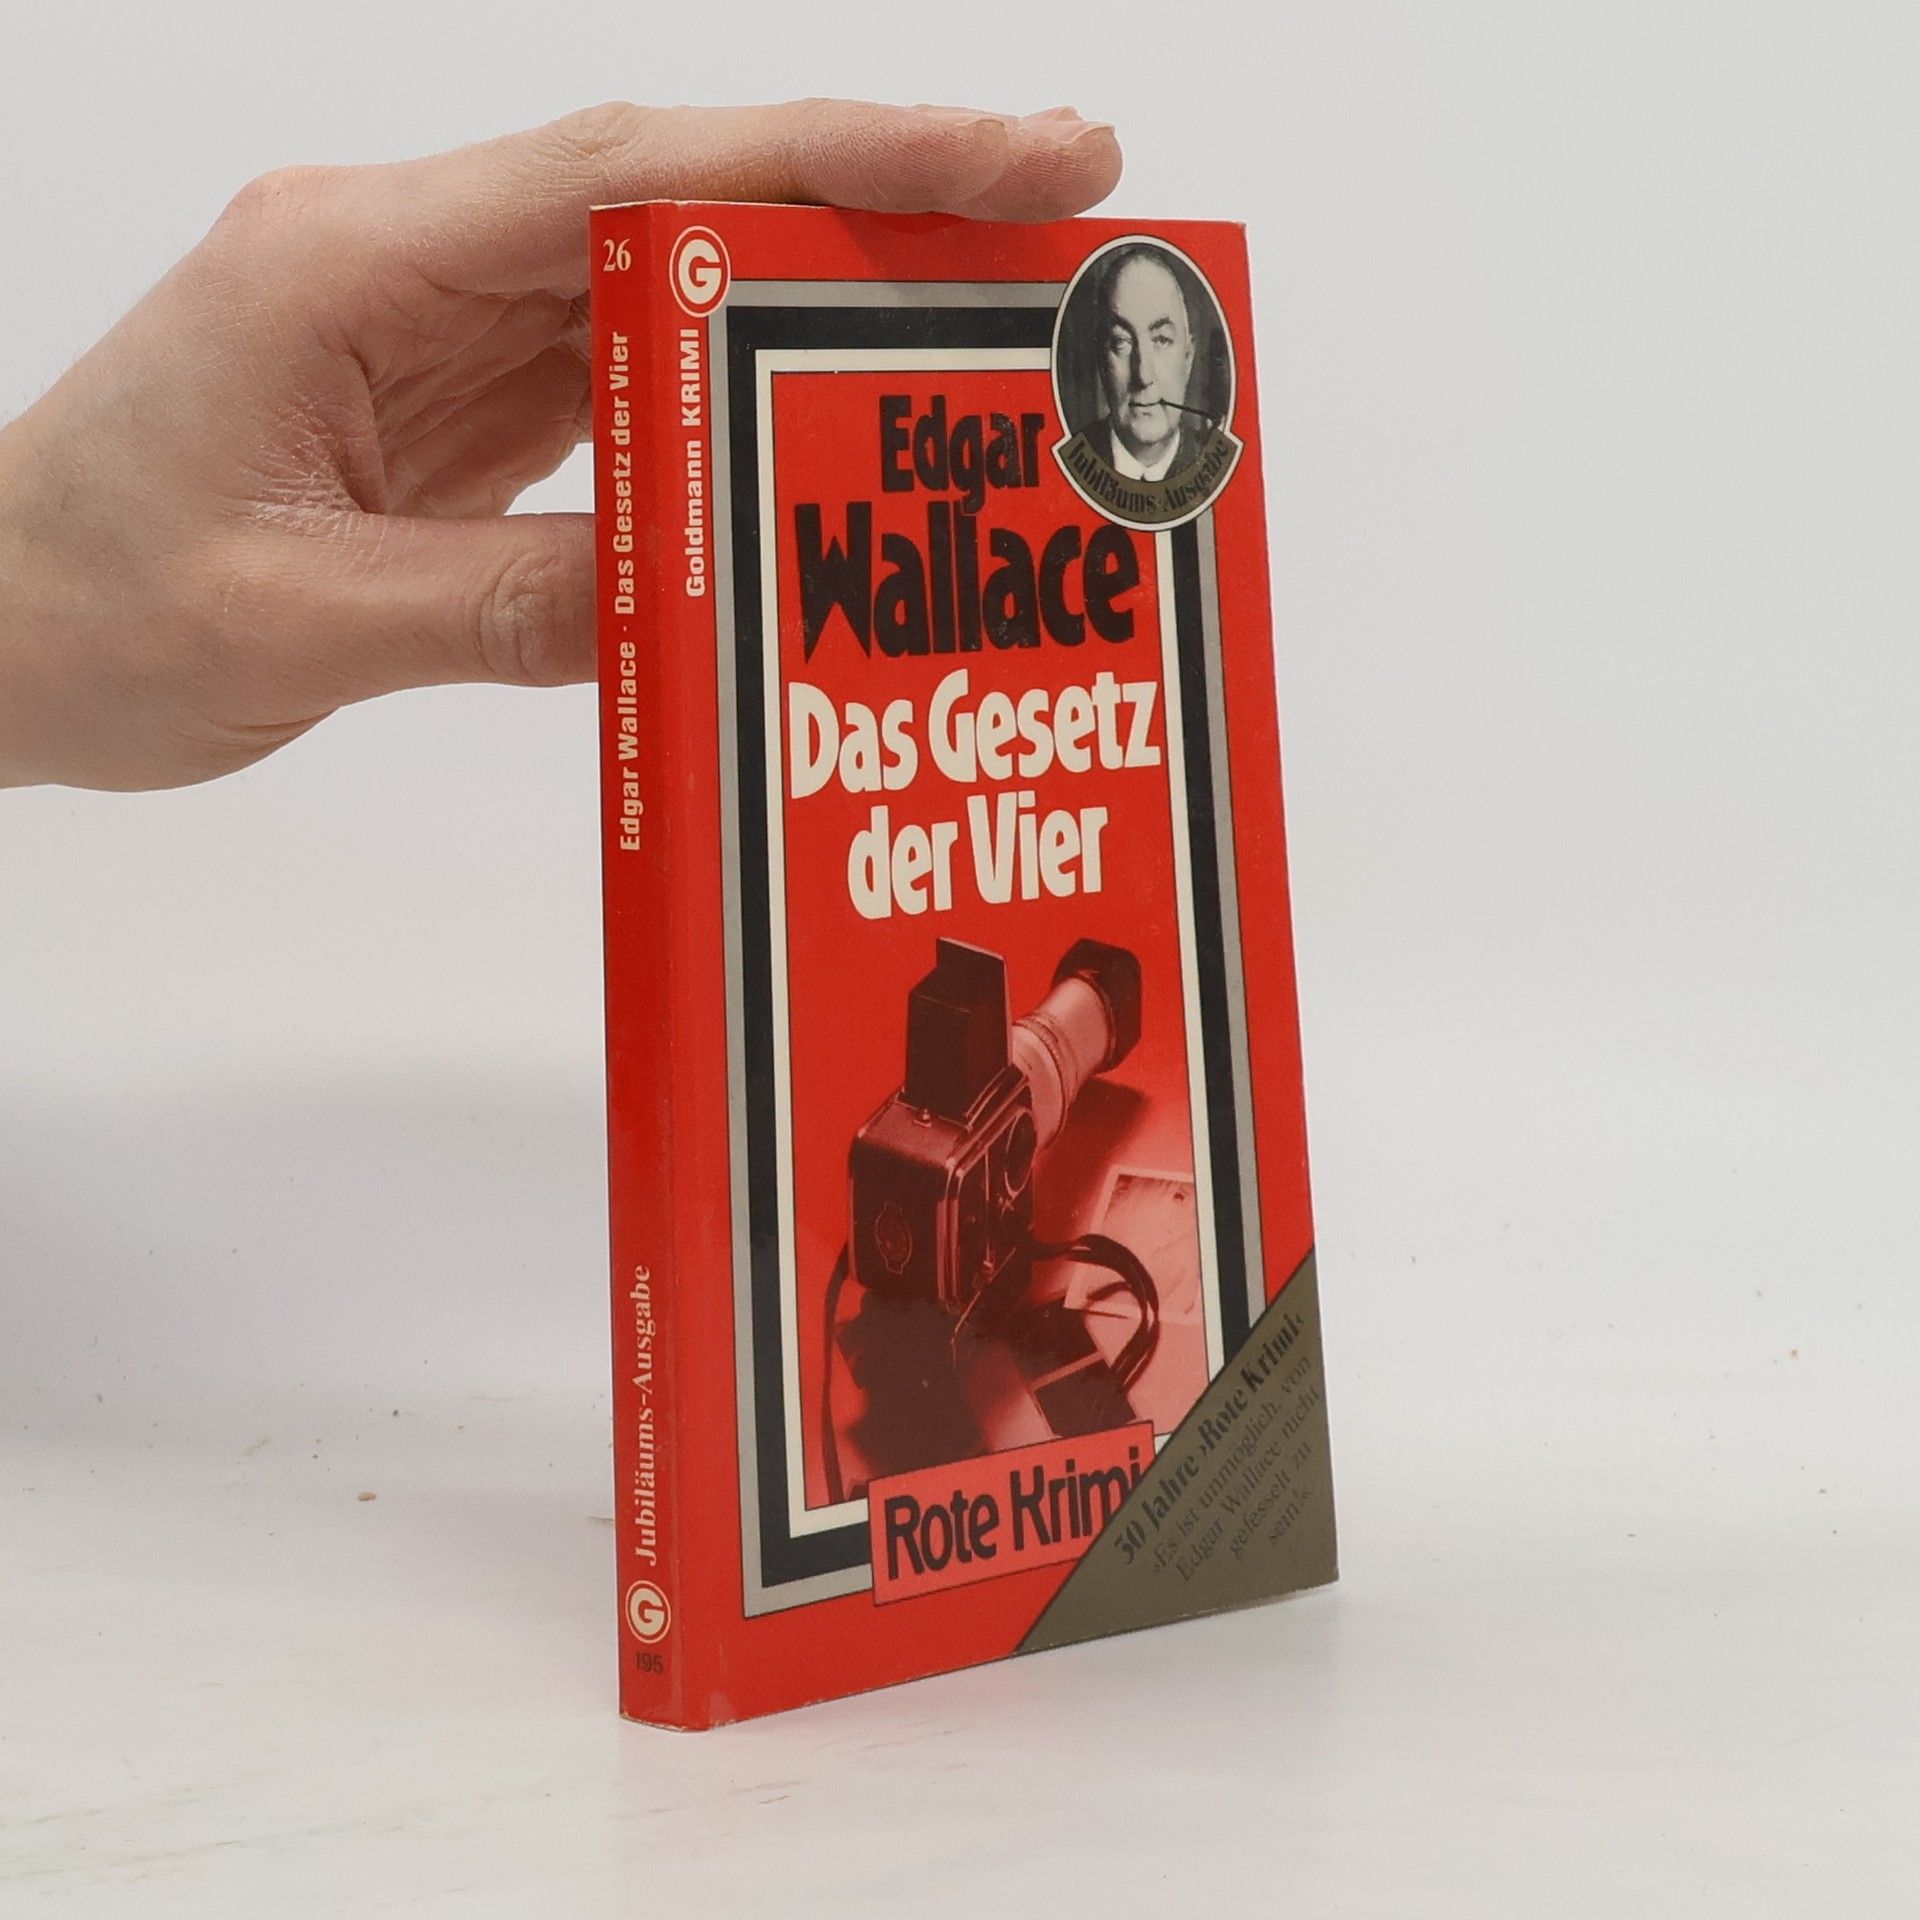 26
Edgar Wallace · Das Gesetz der Vier
Jubiläums-Ausgabe
G
195
G
Goldmann KRIMI
Jubiläums-Ausgabe
Edgar
Wallace
Das Gesetz
der Vier
Rote Krimi
50 Jahre ›Rote Krimi‹
»Es ist unmöglich, von
Edgar Wallace nicht
gefesselt zu
sein!«